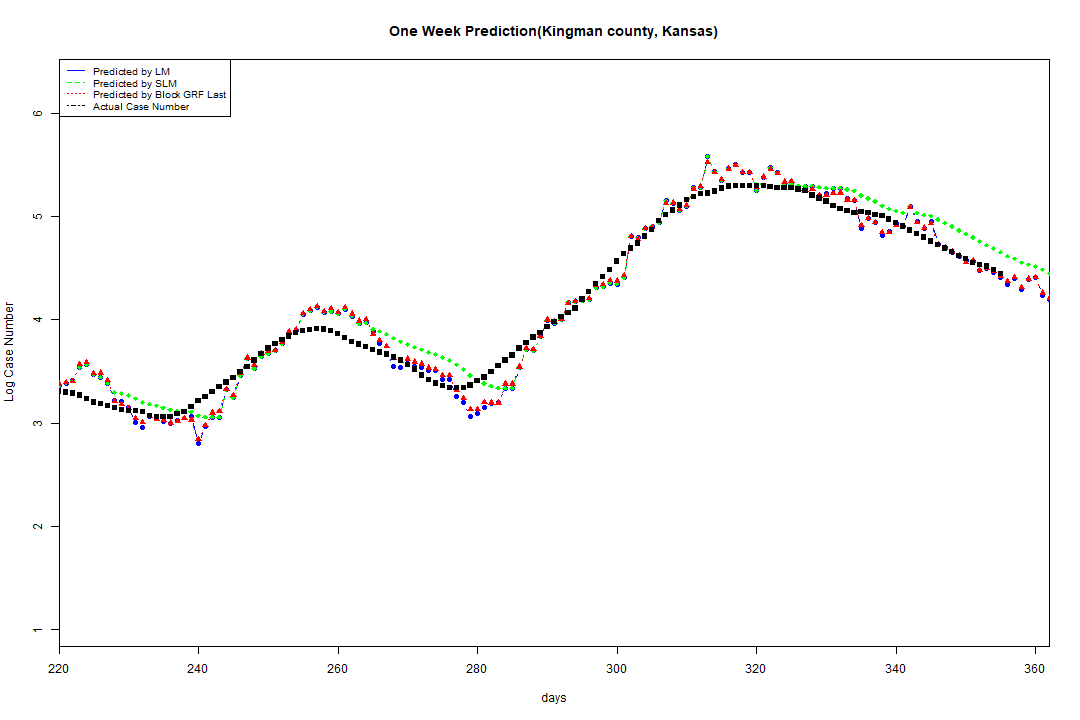 One Week Prediction(Kingman county, Kansas)
Predicted by LM
Predicted by SLM
Predicted by Block GRF Last
Actual Case Number
6
5
4
3
2
1
Log Case Number
220 240 260 280 300 320 340 360
days